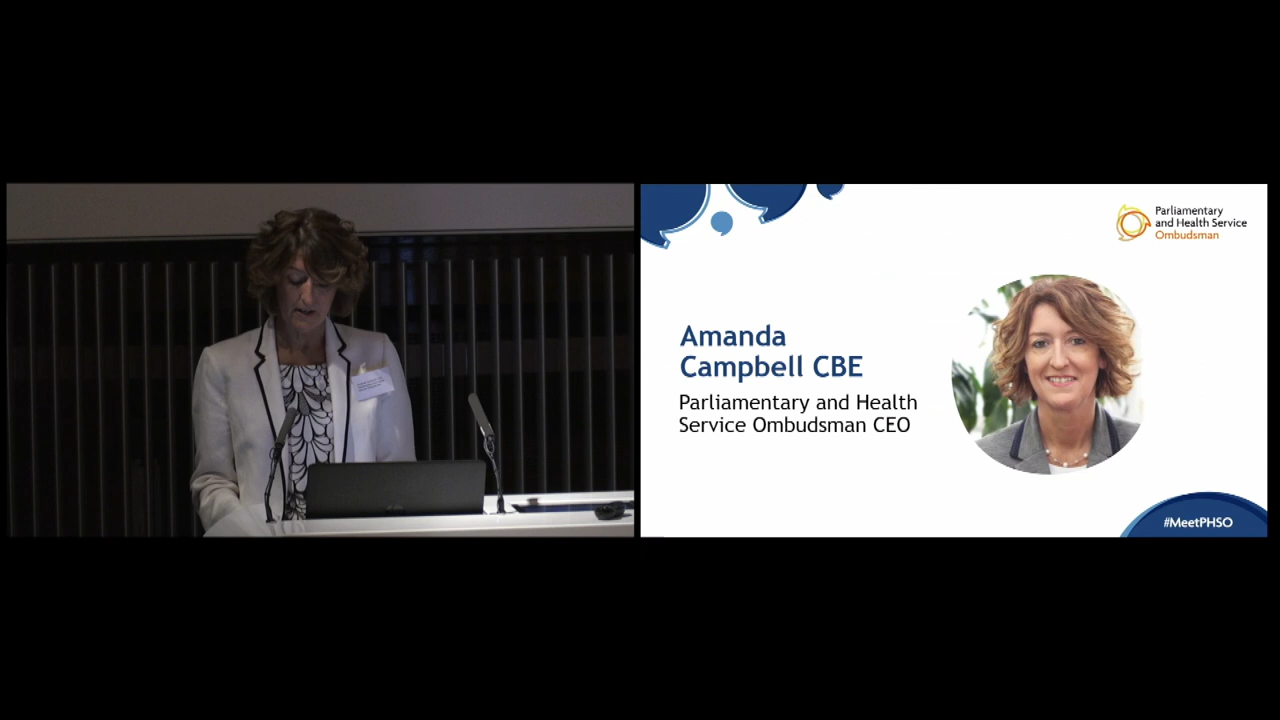 Parliamentary
and Health Service
Ombudsman
Amanda
Campbell CBE
Parliamentary and Health
Service Ombudsman CEO
#MeetPHSO